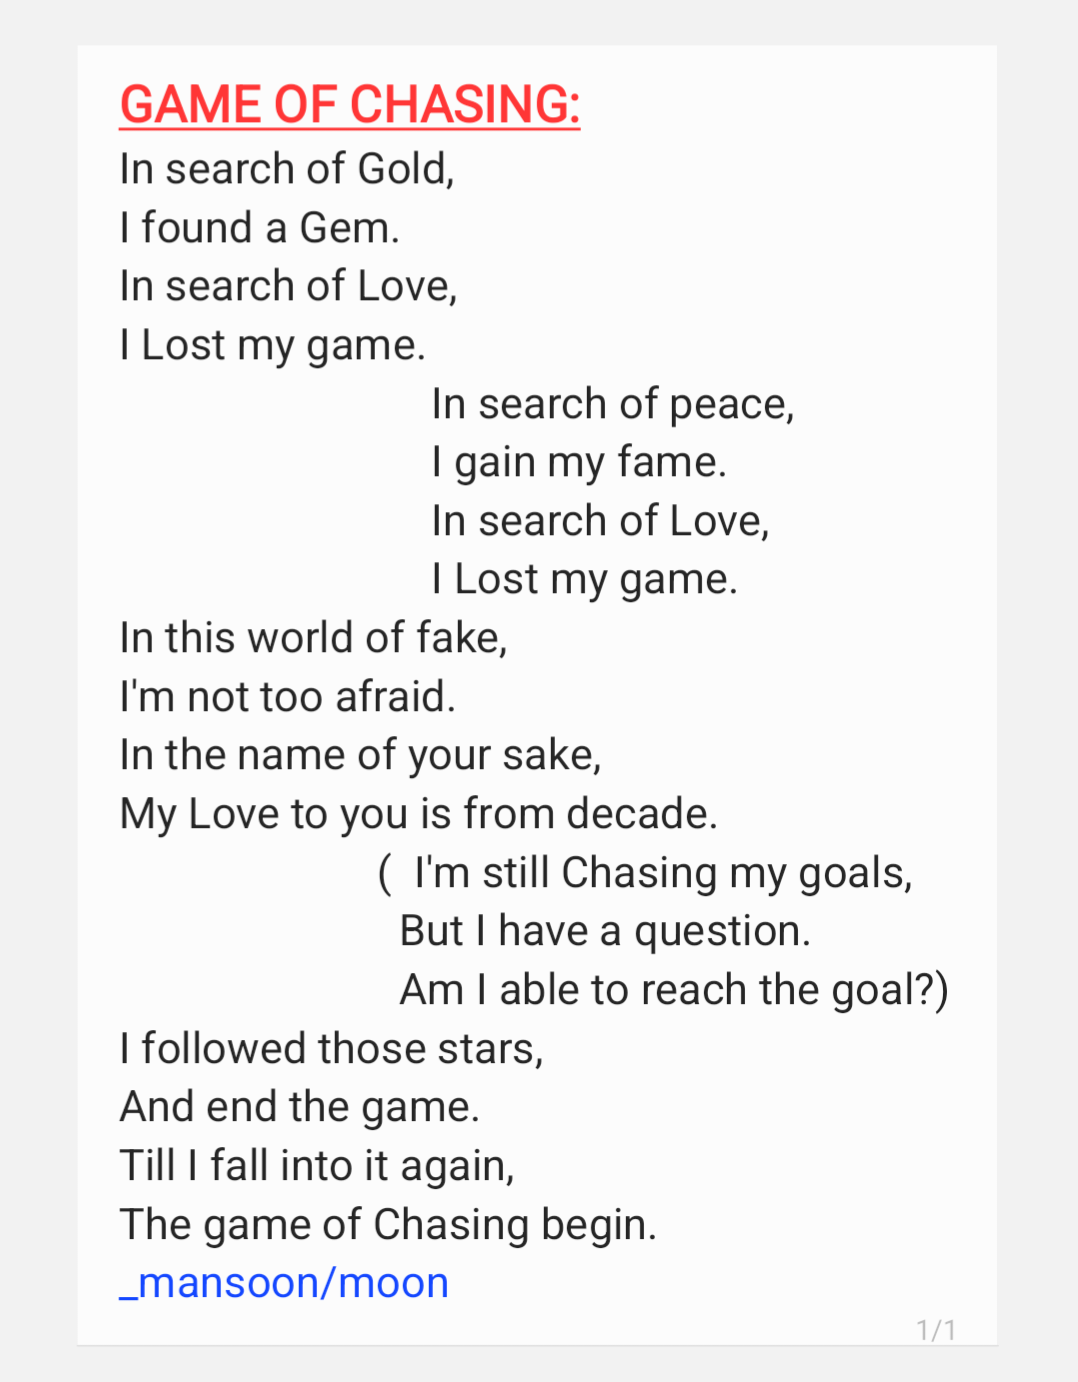 GAME OF CHASING:
In search of Gold,
I found a Gem.
In search of Love,
I Lost my game.
In search of peace,
I gain my fame.
In search of Love,
I Lost my game.
In this world of fake,
I'm not too afraid.
In the name of your sake,
My Love to you is from decade.
( I'm still Chasing my goals,
But I have a question.
Am I able to reach the goal?)
I followed those stars,
And end the game.
Till I fall into it again,
The game of Chasing begin.
_mansoon/moon
1/1